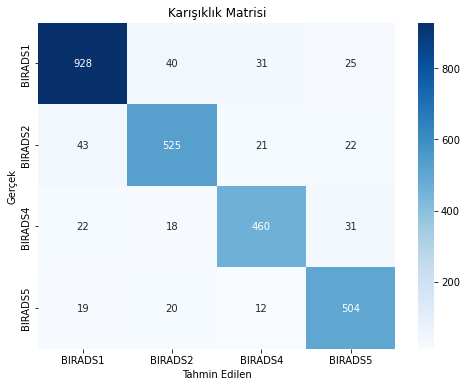 Karışıklık Matrisi
Gerçek
BIRADS1 928 40 31 25
BIRADS2 43 525 21 22
BIRADS4 22 18 460 31
BIRADS5 19 20 12 504
BIRADS1 BIRADS2 BIRADS4 BIRADS5
Tahmin Edilen
800
600
400
200